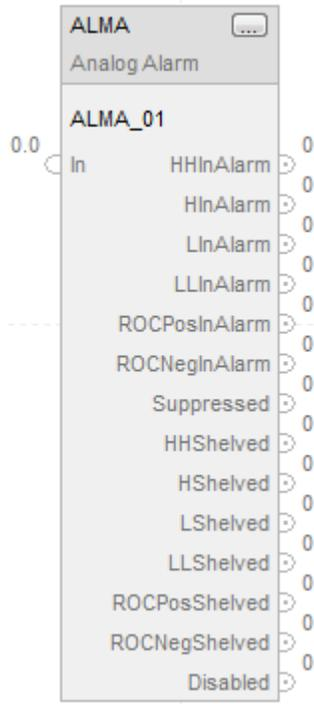 ALMA ...
Analog Alarm
ALMA_01
0.0 In HHInAlarm 0
HInAlarm 0
LInAlarm 0
LLInAlarm 0
ROCPosInAlarm 0
ROCNegInAlarm 0
Suppressed 0
HHShelved 0
HShelved 0
LShelved 0
LLShelved 0
ROCPosShelved 0
ROCNegShelved 0
Disabled 0